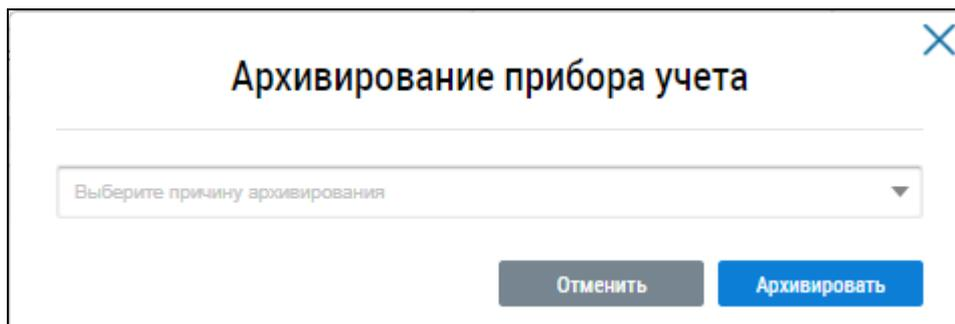 Архивирование прибора учета
Выберите причину архивирования
Отменить
Архивировать